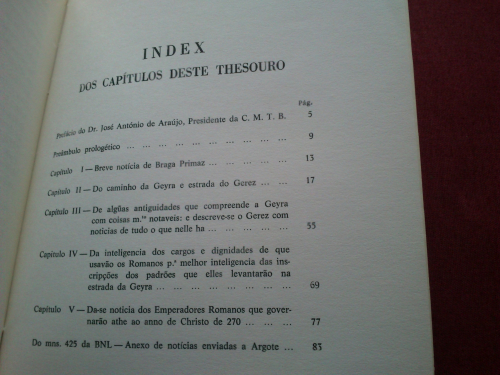 INDEX
DOS CAPÍTULOS DESTE THESOURO
Pág.
Prefácio do Dr. José António de Araújo, Presidente da C. M. T. B. 5
Preâmbulo prologético ... ... ... ... ... ... ... ... ... ... 9
Capítulo I — Breve notícia de Braga Primaz ... ... ... ... ... 13
Capítulo II — Do caminho da Geyra e estrada do Gerez ... ... 17
Capítulo III — De algũas antiguidades que compreende a Geyra
com coisas m.to notaveis: e descreve-se o Gerez com
noticias de tudo o que nelle ha ... ... ... ... ... 55
Capítulo IV — Da inteligencia dos cargos e dignidades de que
usavão os Romanos p.a melhor inteligencia das ins-
cripções dos padrões que elles levantarão na
estrada da Geyra ... ... ... ... ... ... ... ... 69
Capítulo V — Da-se noticia dos Emperadores Romanos que gover-
narão athe ao anno de Christo de 270 ... ... ... 77
Do mns. 425 da BNL — Anexo de notícias enviadas a Argote ... 83